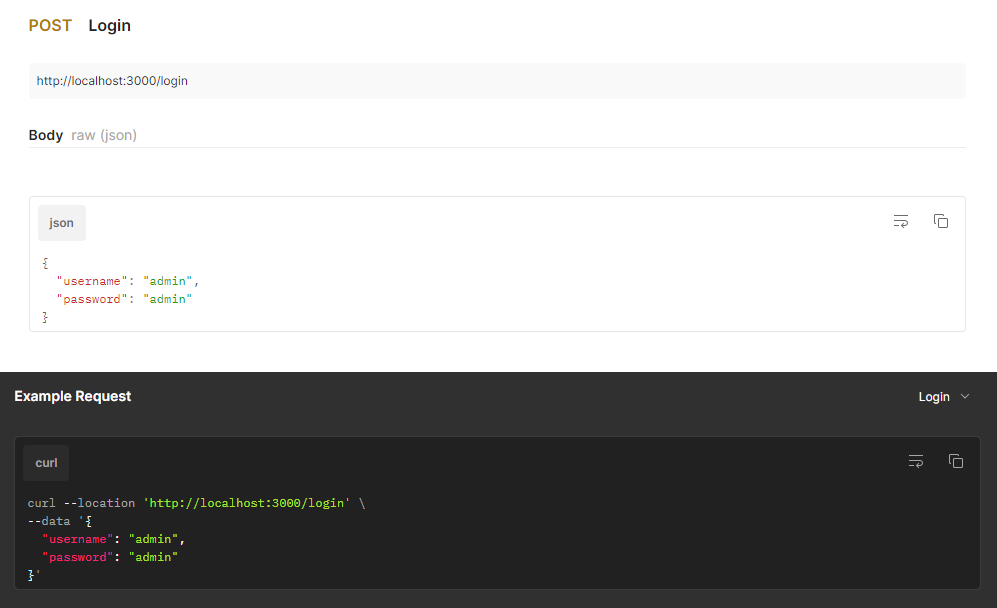 POST Login
http://localhost:3000/login
Body raw (json)
json
{
  "username": "admin",
  "password": "admin"
}
Example Request
Login
curl
curl --location 'http://localhost:3000/login' \
--data '{
  "username": "admin",
  "password": "admin"
}'